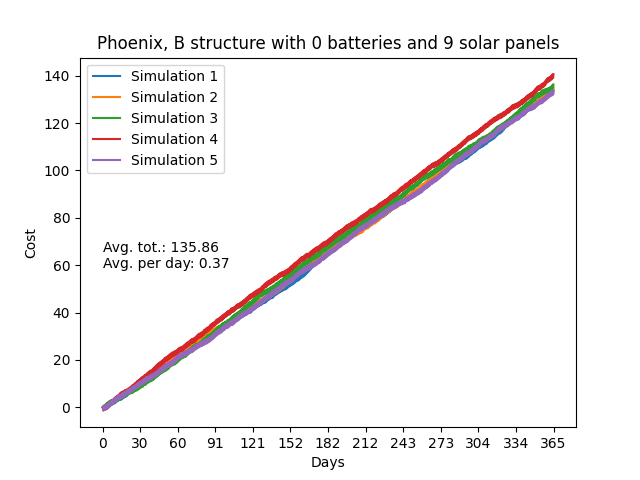 Phoenix, B structure with 0 batteries and 9 solar panels
140
120
100
80
60
40
20
0
Cost
Simulation 1
Simulation 2
Simulation 3
Simulation 4
Simulation 5
Avg. tot.: 135.86
Avg. per day: 0.37
0 30 60 91 121 152 182 212 243 273 304 334 365
Days